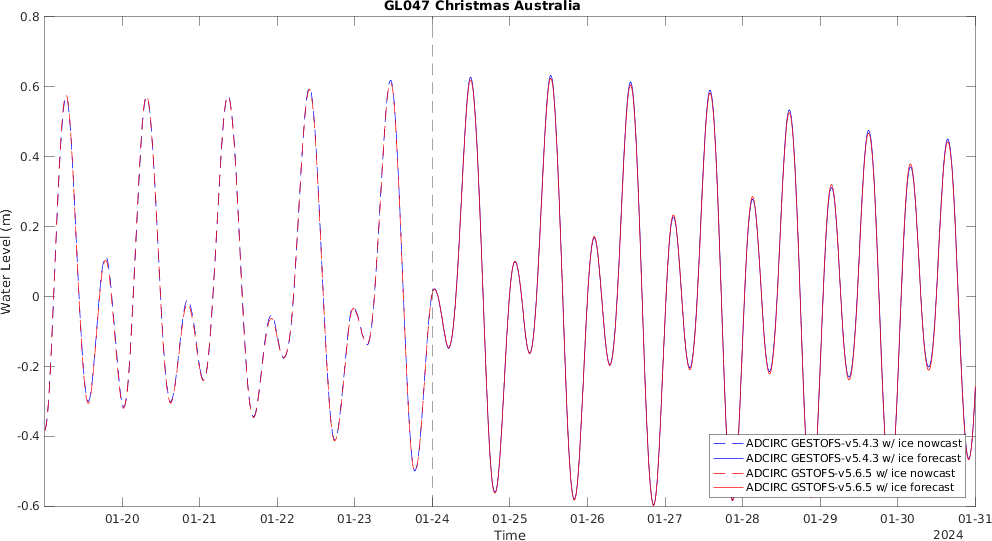 GL047 Christmas Australia
0.8
0.6
0.4
0.2
0
-0.2
-0.4
-0.6
Water Level (m)
ADCIRC GESTOFS-v5.4.3 w/ ice nowcast
ADCIRC GESTOFS-v5.4.3 w/ ice forecast
ADCIRC GSTOFS-v5.6.5 w/ ice nowcast
ADCIRC GSTOFS-v5.6.5 w/ ice forecast
01-20 01-21 01-22 01-23 01-24 01-25 01-26 01-27 01-28 01-29 01-30 01-31
Time
2024